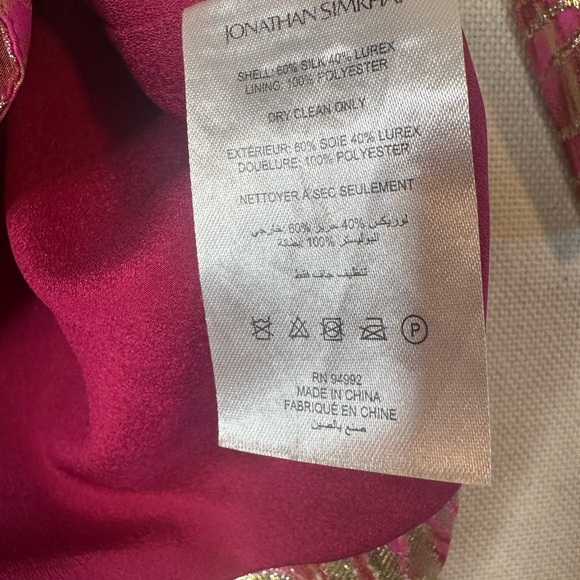 JONATHAN SIMKHAI
SHELL: 60% SILK 40% LUREX
LINING: 100% POLYESTER
DRY CLEAN ONLY
EXTÉRIEUR: 60% SOIE 40% LUREX
DOUBLURE: 100% POLYESTER
NETTOYER À SEC SEULEMENT
لوريكس %40 حرير %60 :خارجي
البوليستر %100 :بطانة
تنظيف جاف فقط
P
RN 94992
MADE IN CHINA
FABRIQUÉ EN CHINE
صنع بالصين